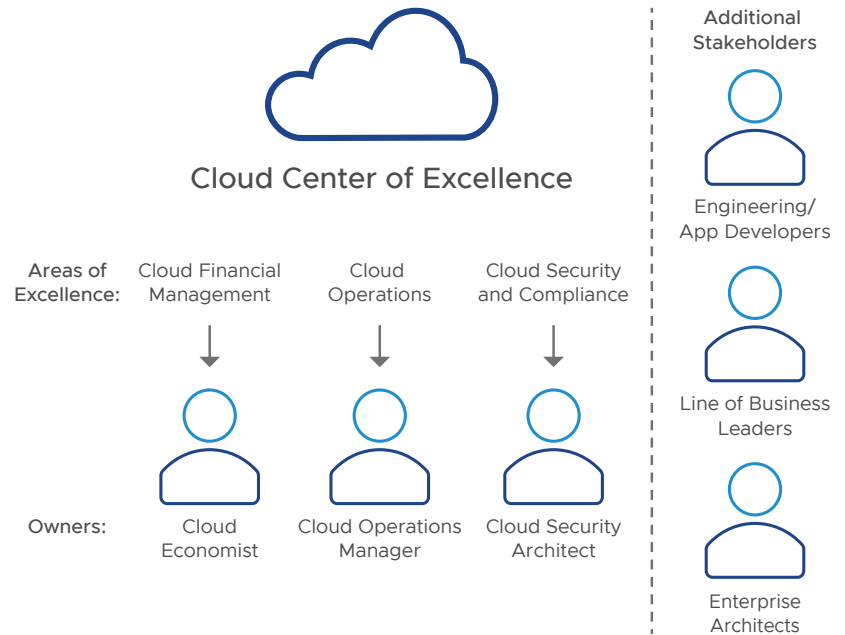 Cloud Center of Excellence
Areas of
Excellence:
Cloud Financial
Management
Cloud
Operations
Cloud Security
and Compliance
Owners:
Cloud
Economist
Cloud Operations
Manager
Cloud Security
Architect
Additional
Stakeholders
Engineering/
App Developers
Line of Business
Leaders
Enterprise
Architects